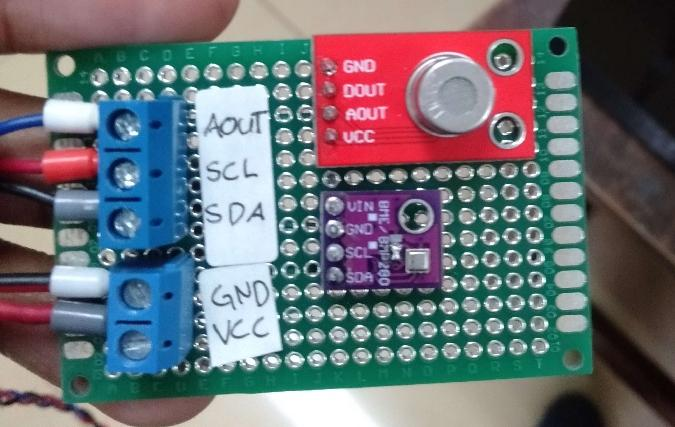 A B C D E F G H I J
AOUT
SCL
SDA
GND
VCC
GND
DOUT
AOUT
VCC
VIN
GND
SCL
SDA
BME/BMP280
A B C D E F G H I J K L M N O P Q R S T